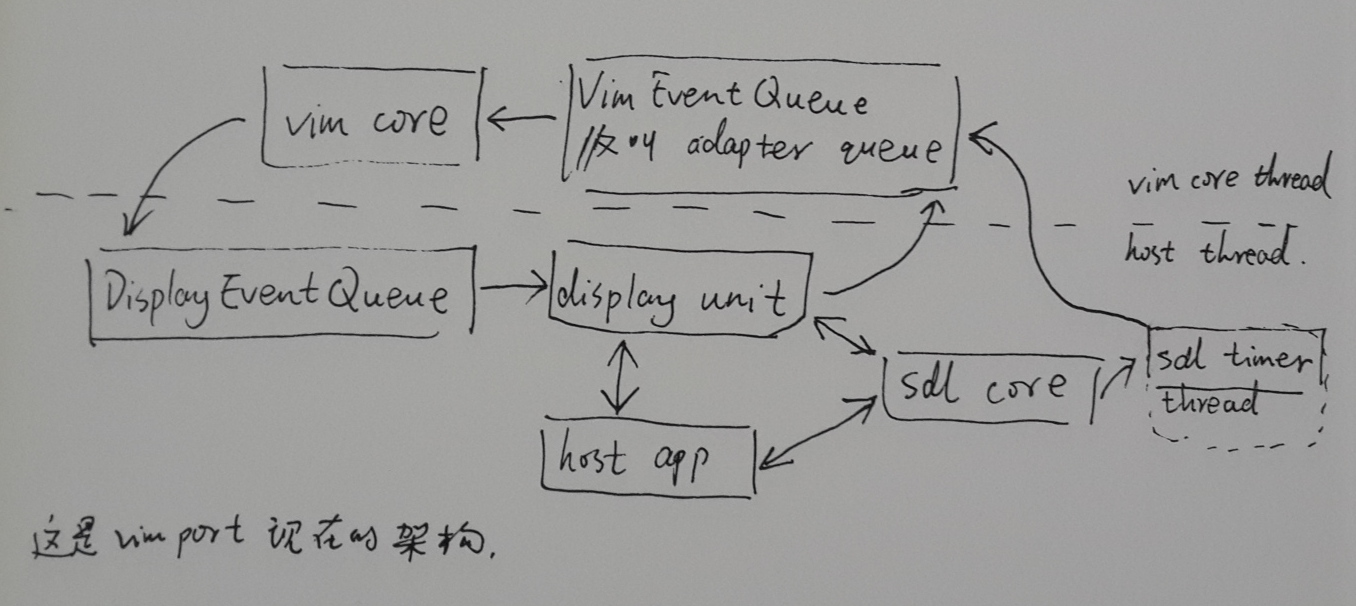 vim core
Vim Event Queue
//又叫 adapter queue
vim core thread
host thread.
Display Event Queue
display unit
sdl core
sdl timer
thread
host app
这是 vim port 现在的架构.